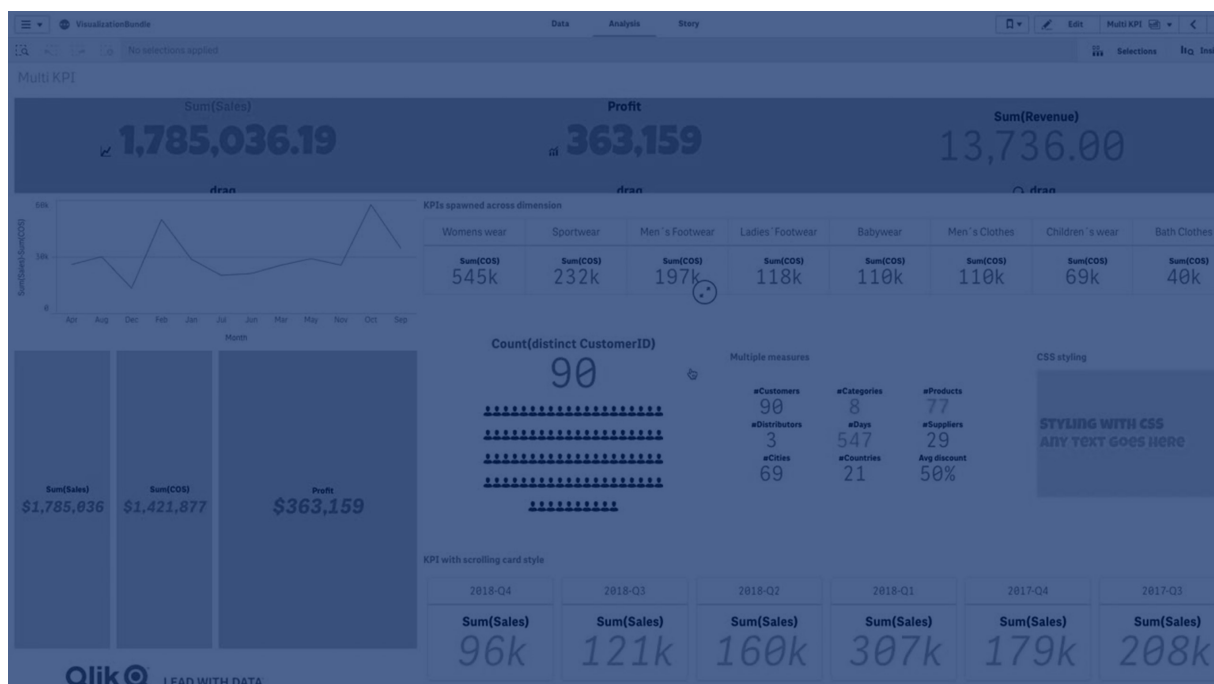 VisualizationBundle
Data Analysis Story
Edit Multi KPI
No selections applied
Selections
Multi KPI
Sum(Sales)
1,785,036.19
drag
Profit
363,159
drag
Sum(Revenue)
13,736.00
drag
Sum(Sales)-Sum(COS)
0
Apr Aug Dec Feb Jan Jul Jun Mar May Nov Oct Sep
Month
KPIs spawned across dimension
Womens wear Sportwear Men´s Footwear Ladies´Footwear Babywear Men´s Clothes Children´s wear Bath Clothes
Sum(COS) Sum(COS) Sum(COS) Sum(COS) Sum(COS) Sum(COS) Sum(COS) Sum(COS)
545k 232k 197k 118k 110k 110k 69k 40k
Sum(Sales) Sum(COS) Profit
$1,785,036 $1,421,877 $363,159
Count(distinct CustomerID)
90
Multiple measures
#Customers #Categories #Products
90 8 77
#Distributors #Days #Suppliers
3 547 29
#Cities #Countries Avg discount
69 21 50%
CSS styling
STYLING WITH CSS
ANY TEXT GOES HERE
KPI with scrolling card style
2018-Q4 2018-Q3 2018-Q2 2018-Q1 2017-Q4 2017-Q3
Sum(Sales) Sum(Sales) Sum(Sales) Sum(Sales) Sum(Sales) Sum(Sales)
96k 121k 160k 307k 179k 208k
Qlik LEAD WITH DATA